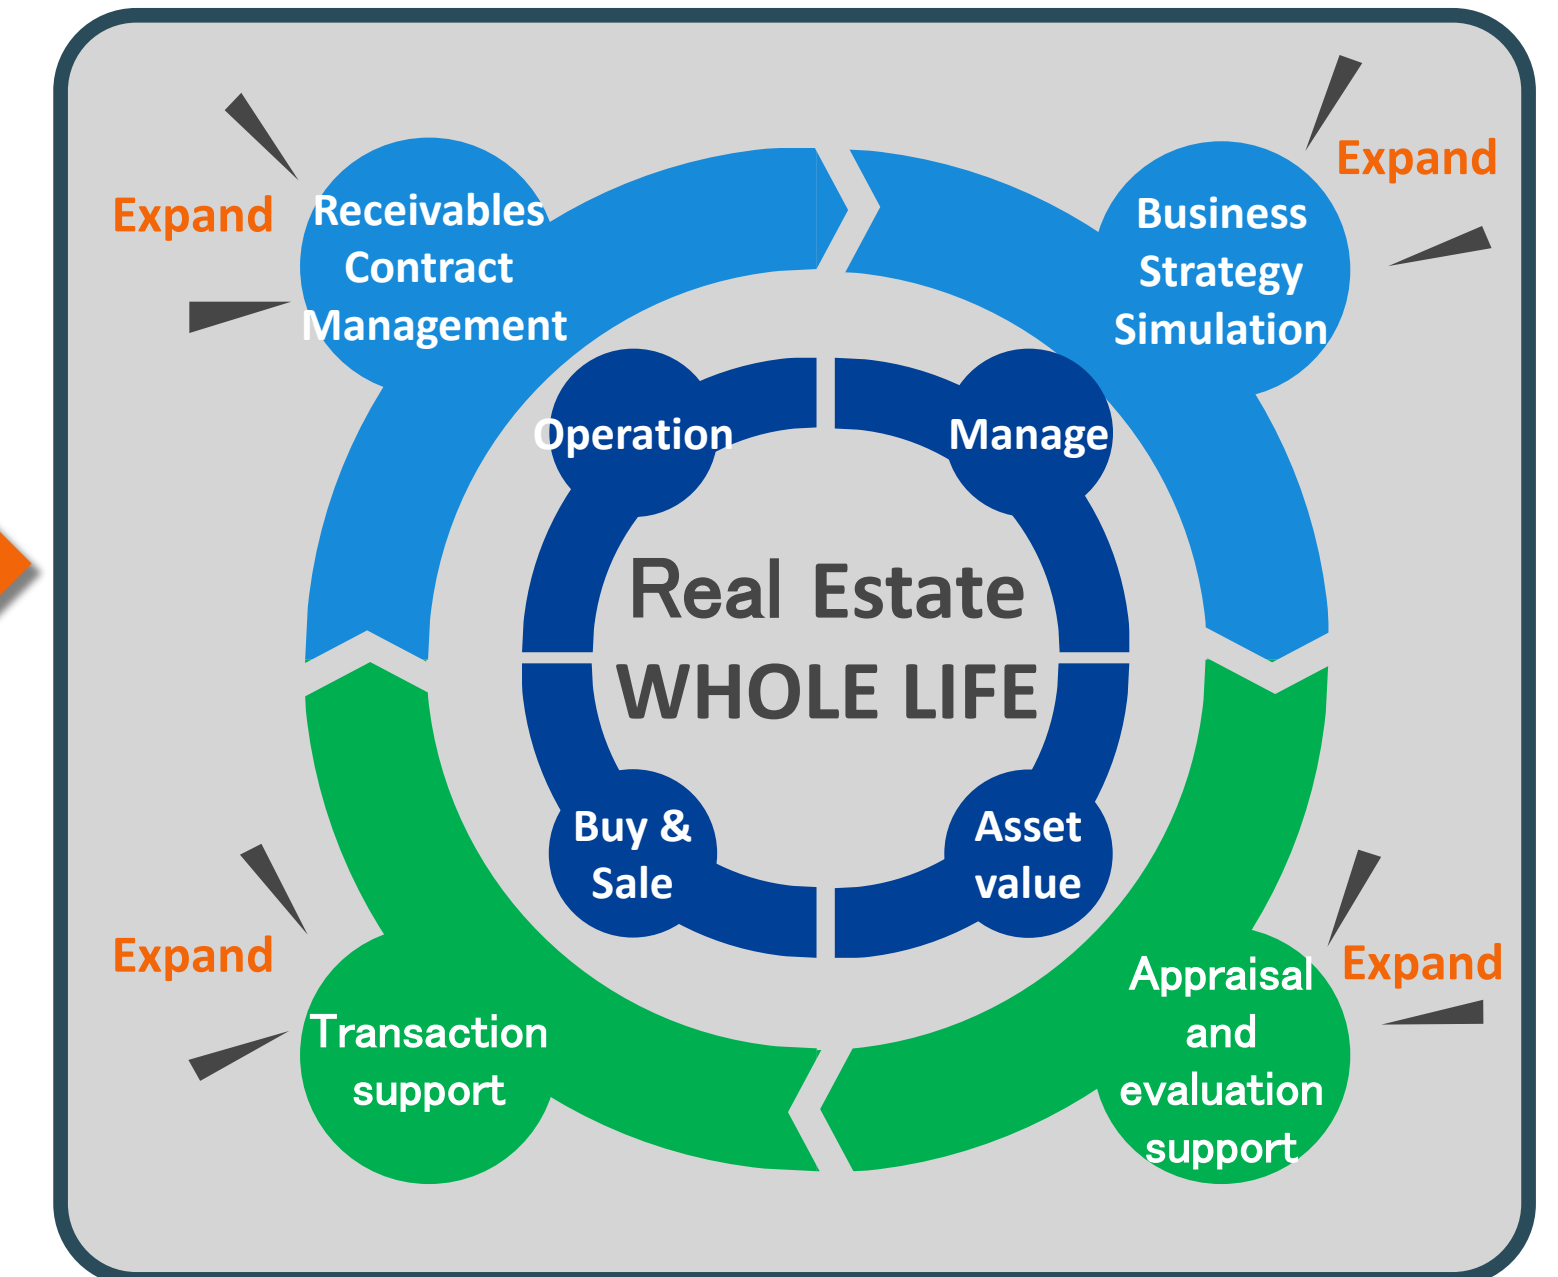 Expand
Receivables
Contract
Management
Business
Strategy
Simulation
Expand
Operation
Manage
Real Estate
WHOLE LIFE
Buy &
Sale
Asset
value
Expand
Transaction
support
Appraisal
and
evaluation
support
Expand